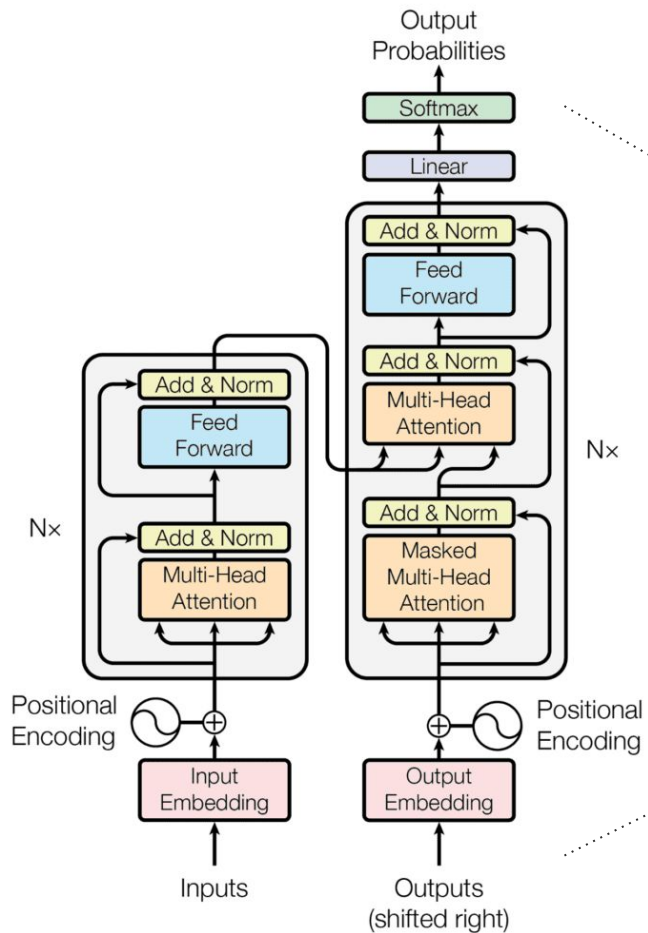 Output
Probabilities
Softmax
Linear
Add & Norm
Feed
Forward
Add & Norm
Multi-Head
Attention
Add & Norm
Masked
Multi-Head
Attention
N×
Add & Norm
Feed
Forward
Add & Norm
Multi-Head
Attention
N×
Positional
Encoding
Positional
Encoding
Input
Embedding
Output
Embedding
Inputs
Outputs
(shifted right)